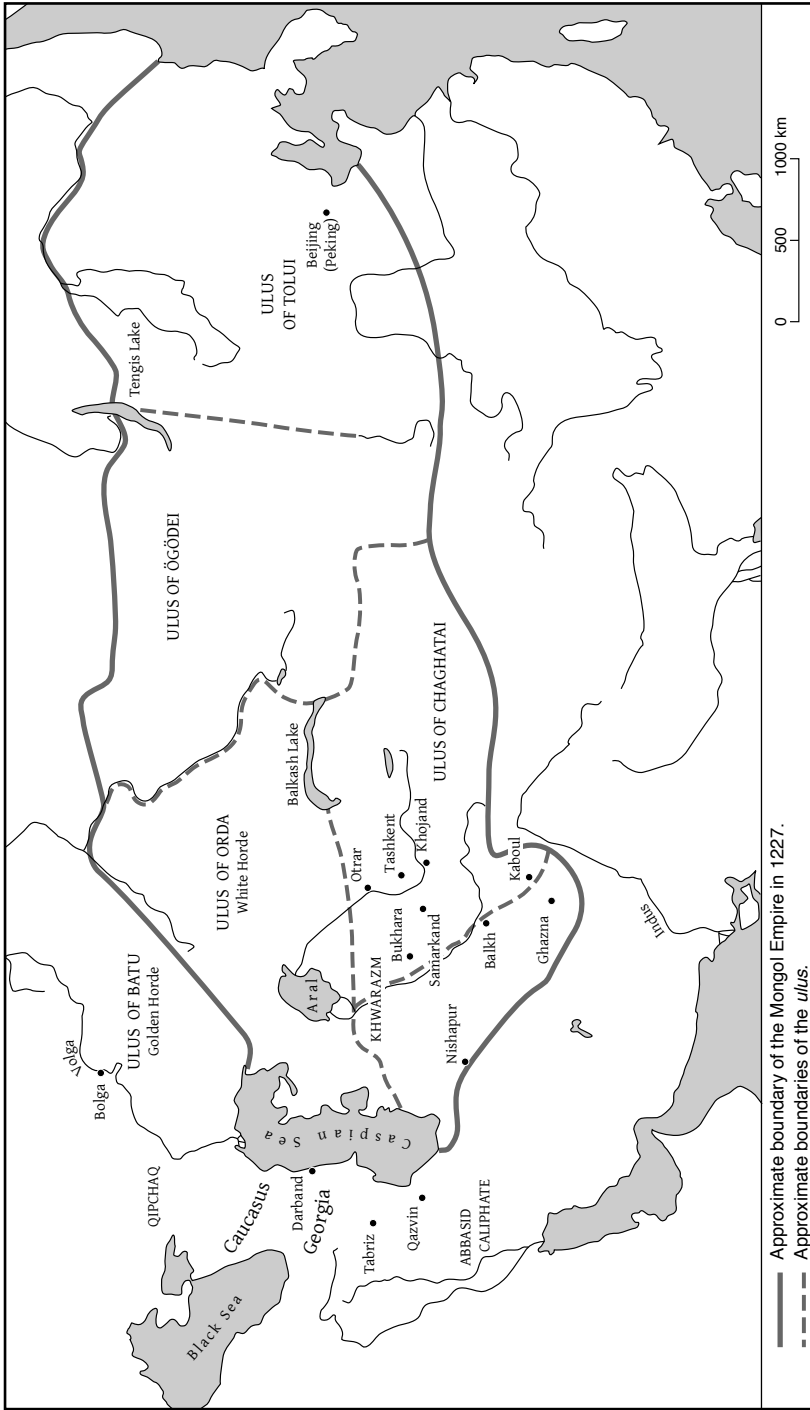 Tengis Lake
ULUS
OF TOLUI
Beijing
(Peking)
ULUS OF ÖGÖDEI
Balkash Lake
ULUS OF CHAGHATAI
ULUS OF ORDA
White Horde
Otrar
Tashkent
Khojand
Bukhara
Samarkand
Balkh
Kaboul
Ghazna
Indus
Aral
KHWARAZM
Nishapur
ULUS OF BATU
Golden Horde
Volga
Bolga
Caspian Sea
QIPCHAQ
Caucasus
Darband
Georgia
Tabriz
Qazvin
ABBASID
CALIPHATE
Black Sea
0 500 1000 km
Approximate boundary of the Mongol Empire in 1227.
Approximate boundaries of the ulus.